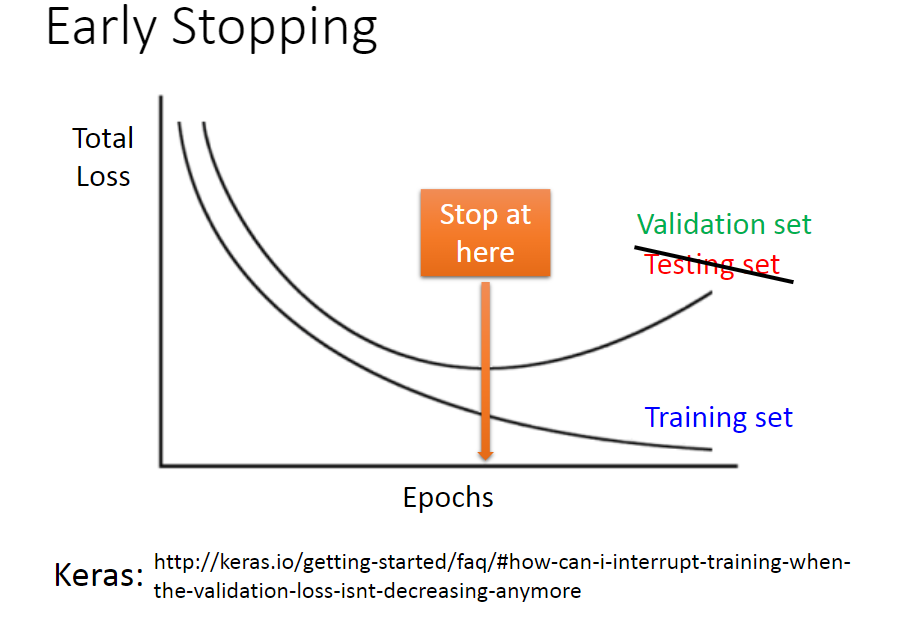 Early Stopping
Total
Loss
Stop at
here
Validation set
Testing set
Training set
Epochs
Keras:
http://keras.io/getting-started/faq/#how-can-i-interrupt-training-when-
the-validation-loss-isnt-decreasing-anymore